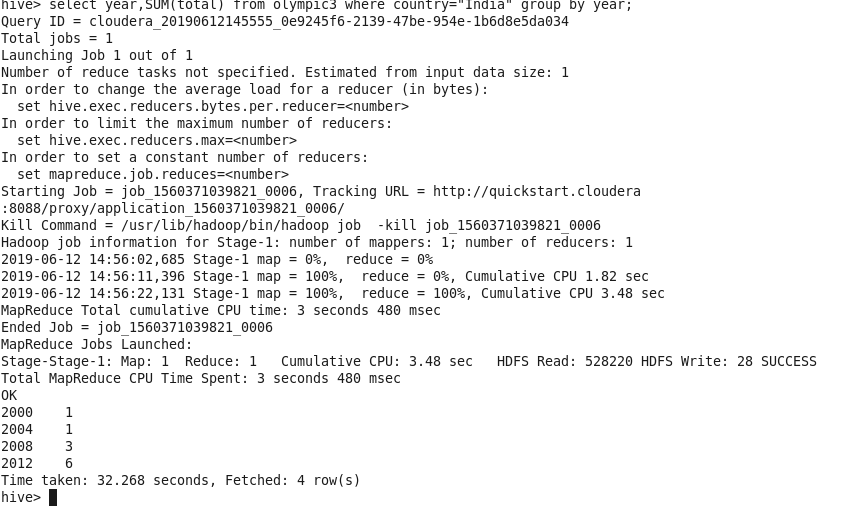 hive> select year,SUM(total) from olympic3 where country="India" group by year;
Query ID = cloudera_20190612145555_0e9245f6-2139-47be-954e-1b6d8e5da034
Total jobs = 1
Launching Job 1 out of 1
Number of reduce tasks not specified. Estimated from input data size: 1
In order to change the average load for a reducer (in bytes):
  set hive.exec.reducers.bytes.per.reducer=<number>
In order to limit the maximum number of reducers:
  set hive.exec.reducers.max=<number>
In order to set a constant number of reducers:
  set mapreduce.job.reduces=<number>
Starting Job = job_1560371039821_0006, Tracking URL = http://quickstart.cloudera
:8088/proxy/application_1560371039821_0006/
Kill Command = /usr/lib/hadoop/bin/hadoop job  -kill job_1560371039821_0006
Hadoop job information for Stage-1: number of mappers: 1; number of reducers: 1
2019-06-12 14:56:02,685 Stage-1 map = 0%,  reduce = 0%
2019-06-12 14:56:11,396 Stage-1 map = 100%,  reduce = 0%, Cumulative CPU 1.82 sec
2019-06-12 14:56:22,131 Stage-1 map = 100%,  reduce = 100%, Cumulative CPU 3.48 sec
MapReduce Total cumulative CPU time: 3 seconds 480 msec
Ended Job = job_1560371039821_0006
MapReduce Jobs Launched:
Stage-Stage-1: Map: 1  Reduce: 1   Cumulative CPU: 3.48 sec   HDFS Read: 528220 HDFS Write: 28 SUCCESS
Total MapReduce CPU Time Spent: 3 seconds 480 msec
OK
2000    1
2004    1
2008    3
2012    6
Time taken: 32.268 seconds, Fetched: 4 row(s)
hive>